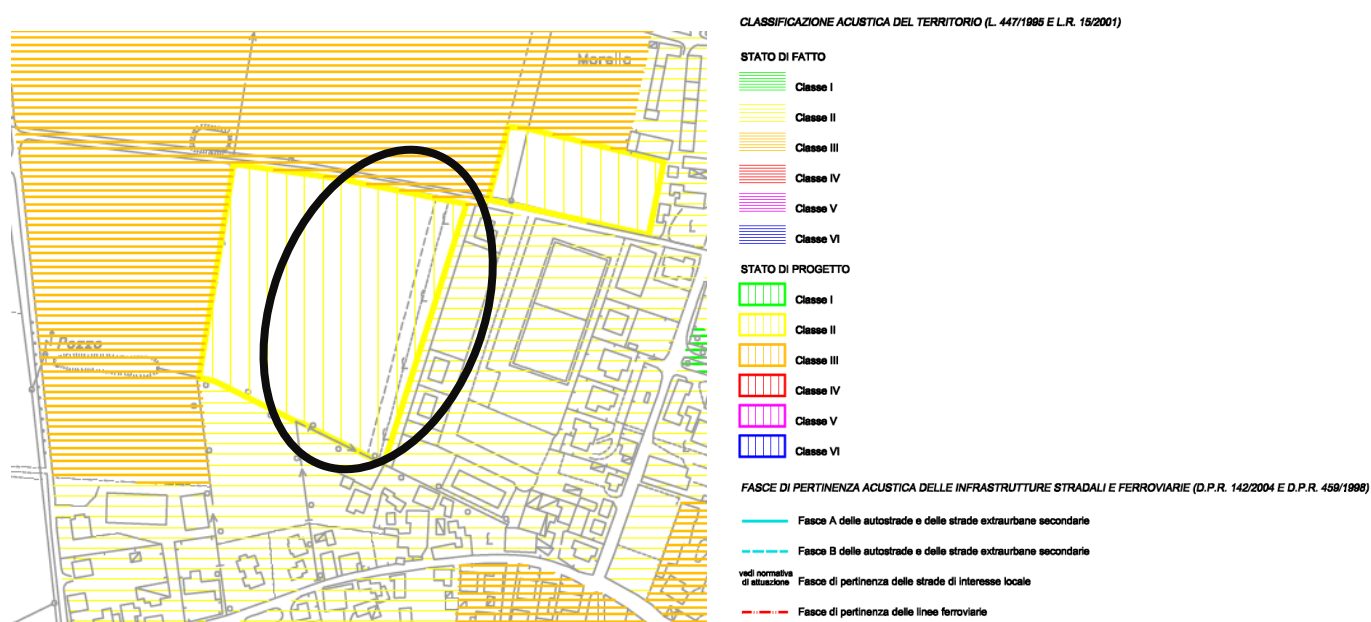 Morella
Pozzo
P
L
L
L
CLASSIFICAZIONE ACUSTICA DEL TERRITORIO (L. 447/1995 E L.R. 15/2001)
STATO DI FATTO
Classe I
Classe II
Classe III
Classe IV
Classe V
Classe VI
STATO DI PROGETTO
Classe I
Classe II
Classe III
Classe IV
Classe V
Classe VI
FASCE DI PERTINENZA ACUSTICA DELLE INFRASTRUTTURE STRADALI E FERROVIARIE (D.P.R. 142/2004 E D.P.R. 459/1998)
Fasce A delle autostrade e delle strade extraurbane secondarie
Fasce B delle autostrade e delle strade extraurbane secondarie
vedi normativa
di attuazione Fasce di pertinenza delle strade di interesse locale
Fasce di pertinenza delle linee ferroviarie